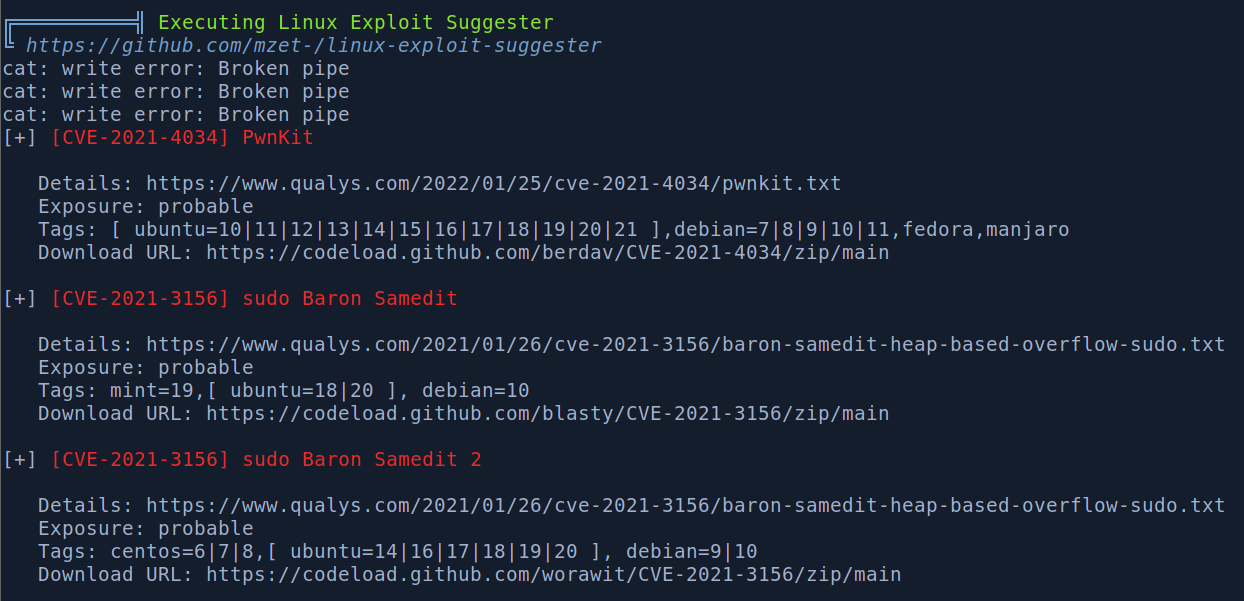 Executing Linux Exploit Suggester
https://github.com/mzet-/linux-exploit-suggester
cat: write error: Broken pipe
cat: write error: Broken pipe
cat: write error: Broken pipe
[+] [CVE-2021-4034] PwnKit
Details: https://www.qualys.com/2022/01/25/cve-2021-4034/pwnkit.txt
Exposure: probable
Tags: [ ubuntu=10|11|12|13|14|15|16|17|18|19|20|21 ],debian=7|8|9|10|11,fedora,manjaro
Download URL: https://codeload.github.com/berdav/CVE-2021-4034/zip/main
[+] [CVE-2021-3156] sudo Baron Samedit
Details: https://www.qualys.com/2021/01/26/cve-2021-3156/baron-samedit-heap-based-overflow-sudo.txt
Exposure: probable
Tags: mint=19,[ ubuntu=18|20 ], debian=10
Download URL: https://codeload.github.com/blasty/CVE-2021-3156/zip/main
[+] [CVE-2021-3156] sudo Baron Samedit 2
Details: https://www.qualys.com/2021/01/26/cve-2021-3156/baron-samedit-heap-based-overflow-sudo.txt
Exposure: probable
Tags: centos=6|7|8,[ ubuntu=14|16|17|18|19|20 ], debian=9|10
Download URL: https://codeload.github.com/worawit/CVE-2021-3156/zip/main